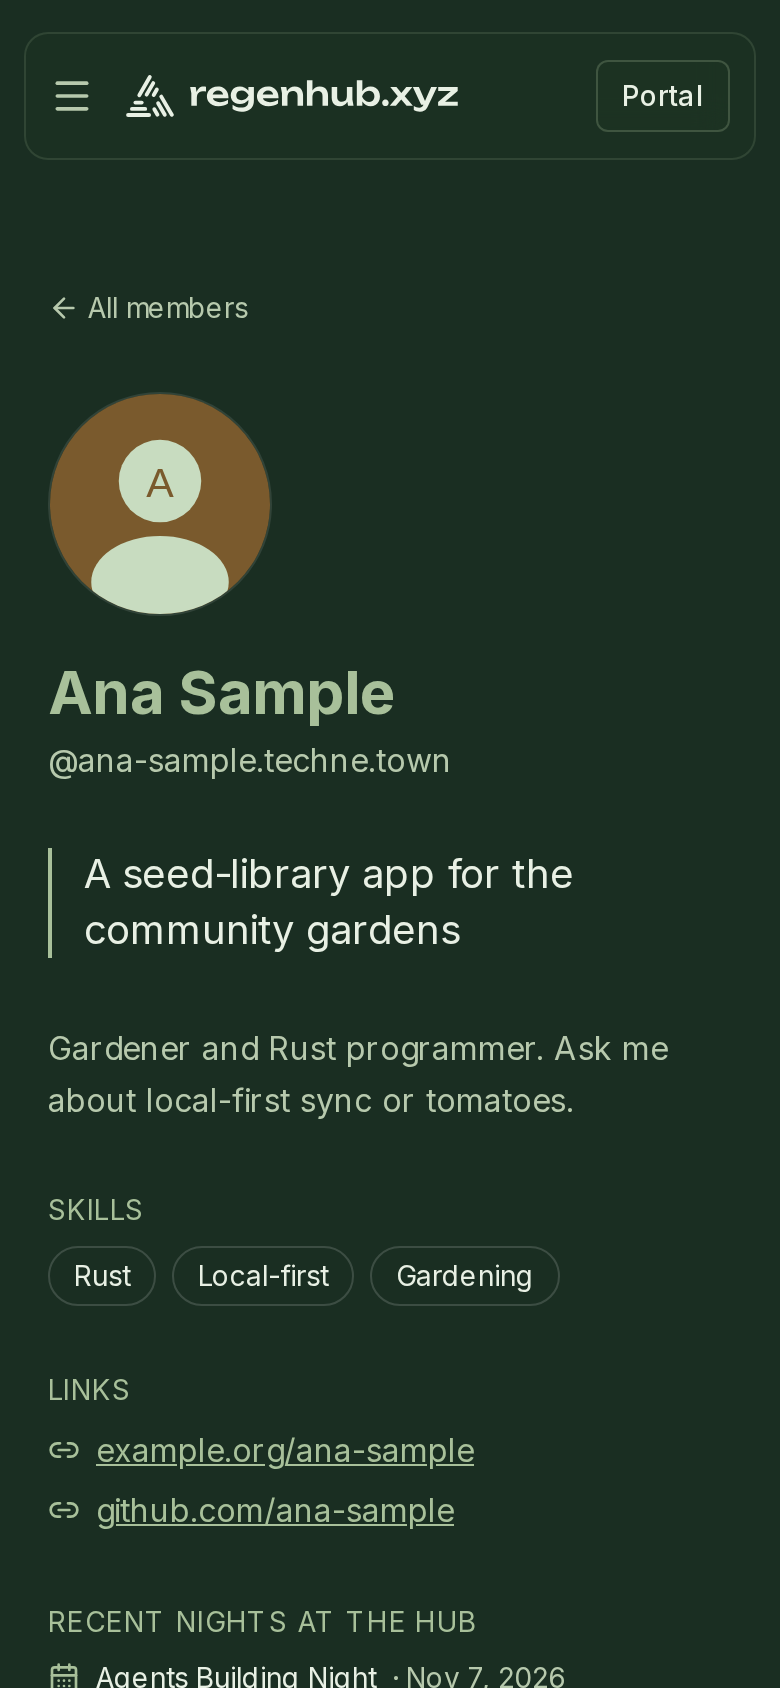 regenhub.xyz
Portal
All members
A
Ana Sample
@ana-sample.techne.town
A seed-library app for the
community gardens
Gardener and Rust programmer. Ask me
about local-first sync or tomatoes.
SKILLS
Rust Local-first Gardening
LINKS
example.org/ana-sample
github.com/ana-sample
RECENT NIGHTS AT THE HUB
Agents Building Night · Nov 7, 2026